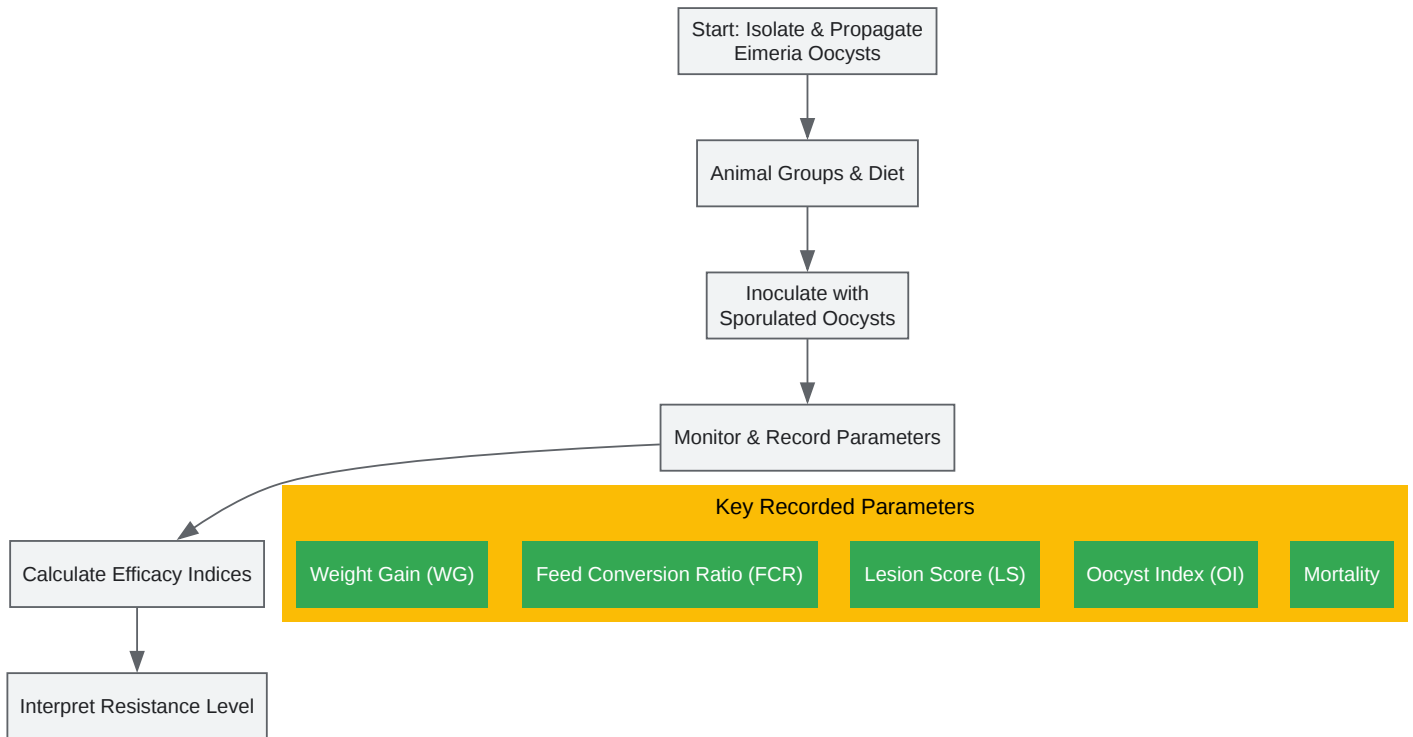 Start: Isolate & Propagate
Eimeria Oocysts
Animal Groups & Diet
Inoculate with
Sporulated Oocysts
Monitor & Record Parameters
Key Recorded Parameters
Calculate Efficacy Indices
Weight Gain (WG)
Feed Conversion Ratio (FCR)
Lesion Score (LS)
Oocyst Index (OI)
Mortality
Interpret Resistance Level